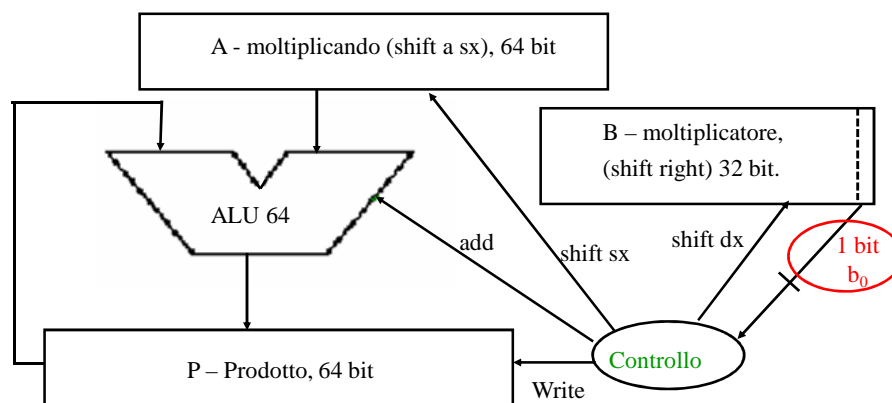 A - moltiplicando (shift a sx), 64 bit
B – moltiplicatore,
(shift right) 32 bit.
ALU 64
add
shift sx
shift dx
1 bit
b₀
P – Prodotto, 64 bit
Controllo
Write